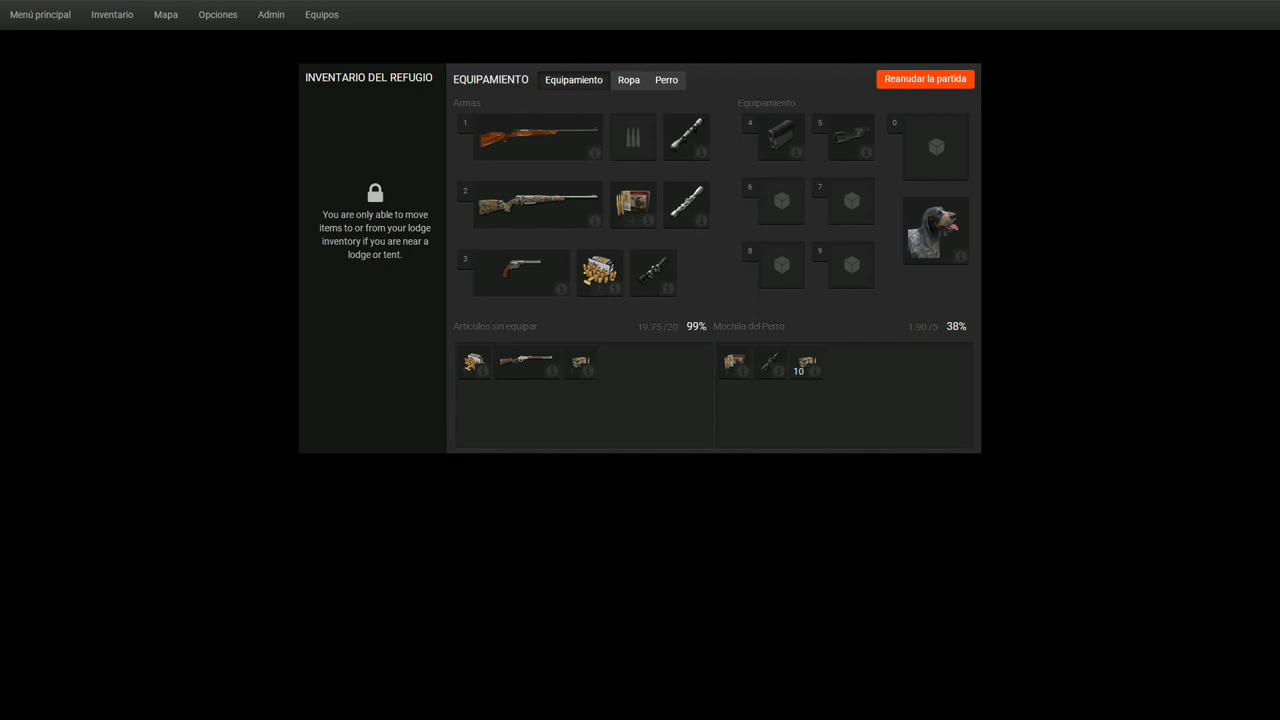 Menú principal Inventario Mapa Opciones Admin Equipos
INVENTARIO DEL REFUGIO
You are only able to move
items to or from your lodge
inventory if you are near a
lodge or tent.
EQUIPAMIENTO Equipamiento Ropa Perro Reanudar la partida
Armas Equipamiento
1 4 5 0
2 6 7
3 8 9
Artículos sin equipar 19.75 /20 99% Mochila del Perro 1.90 /5 38%
10